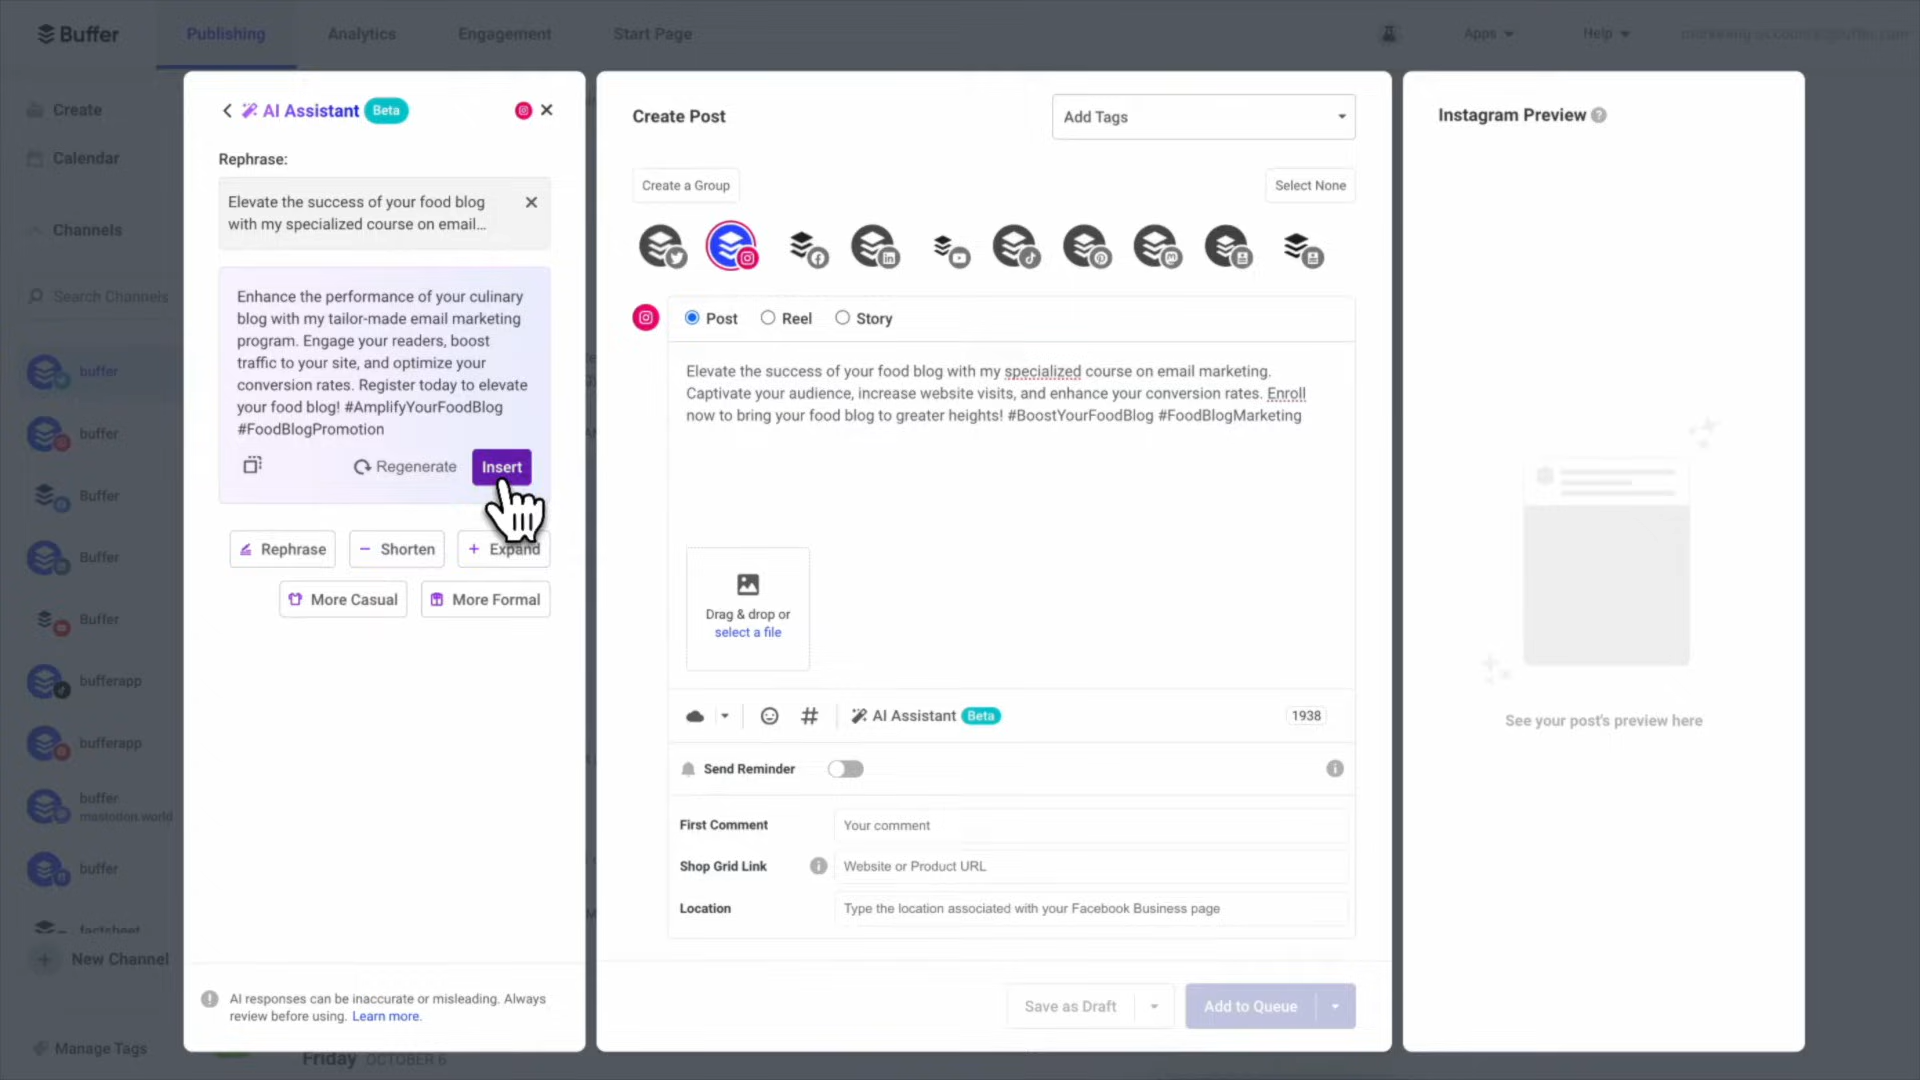 Buffer
Publishing
Analytics
Engagement
Start Page
Apps
Help
Create
Calendar
Channels
Search Channels
buffer
buffer
Buffer
Buffer
Buffer
bufferapp
bufferapp
buffer
mastodon.world
buffer
factsheet
New Channel
Manage Tags
AI Assistant Beta
Rephrase:
Elevate the success of your food blog
with my specialized course on email...
Enhance the performance of your culinary
blog with my tailor-made email marketing
program. Engage your readers, boost
traffic to your site, and optimize your
conversion rates. Register today to elevate
your food blog! #AmplifyYourFoodBlog
#FoodBlogPromotion
Regenerate
Insert
Rephrase
Shorten
Expand
More Casual
More Formal
AI responses can be inaccurate or misleading. Always
review before using. Learn more.
Friday OCTOBER 6
Create Post
Add Tags
Create a Group
Select None
Post
Reel
Story
Elevate the success of your food blog with my specialized course on email marketing.
Captivate your audience, increase website visits, and enhance your conversion rates. Enroll
now to bring your food blog to greater heights! #BoostYourFoodBlog #FoodBlogMarketing
Drag & drop or
select a file
AI Assistant Beta
1938
Send Reminder
First Comment
Your comment
Shop Grid Link
Website or Product URL
Location
Type the location associated with your Facebook Business page
Save as Draft
Add to Queue
Instagram Preview
See your post's preview here